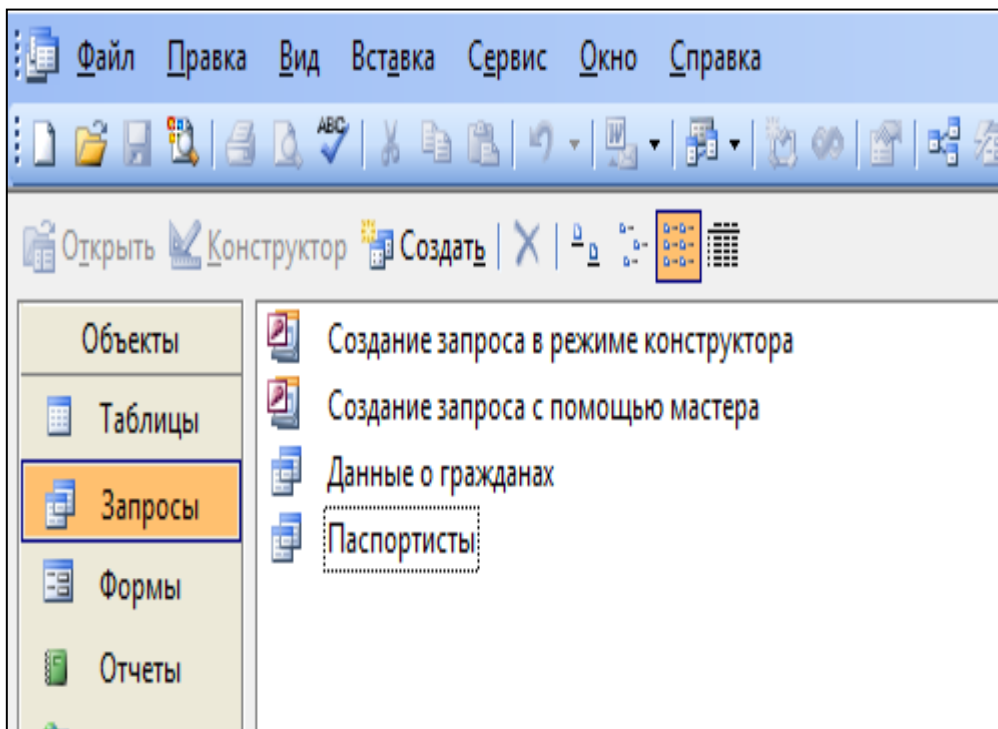 Файл Правка Вид Вставка Сервис Окно Справка
ABC W
Открыть Конструктор Создать
Объекты
Таблицы
Запросы
Формы
Отчеты
Создание запроса в режиме конструктора
Создание запроса с помощью мастера
Данные о гражданах
Паспортисты